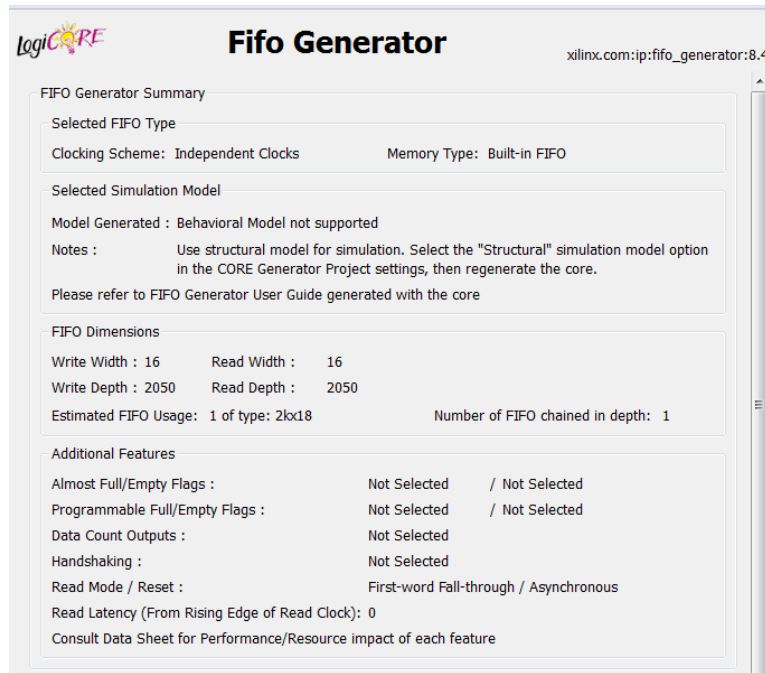 LogiCORE
Fifo Generator
xilinx.com:ip:fifo_generator:8.4
FIFO Generator Summary
Selected FIFO Type
Clocking Scheme: Independent Clocks Memory Type: Built-in FIFO
Selected Simulation Model
Model Generated : Behavioral Model not supported
Notes : Use structural model for simulation. Select the "Structural" simulation model option
in the CORE Generator Project settings, then regenerate the core.
Please refer to FIFO Generator User Guide generated with the core
FIFO Dimensions
Write Width : 16 Read Width : 16
Write Depth : 2050 Read Depth : 2050
Estimated FIFO Usage: 1 of type: 2kx18 Number of FIFO chained in depth: 1
Additional Features
Almost Full/Empty Flags : Not Selected / Not Selected
Programmable Full/Empty Flags : Not Selected / Not Selected
Data Count Outputs : Not Selected
Handshaking : Not Selected
Read Mode / Reset : First-word Fall-through / Asynchronous
Read Latency (From Rising Edge of Read Clock): 0
Consult Data Sheet for Performance/Resource impact of each feature